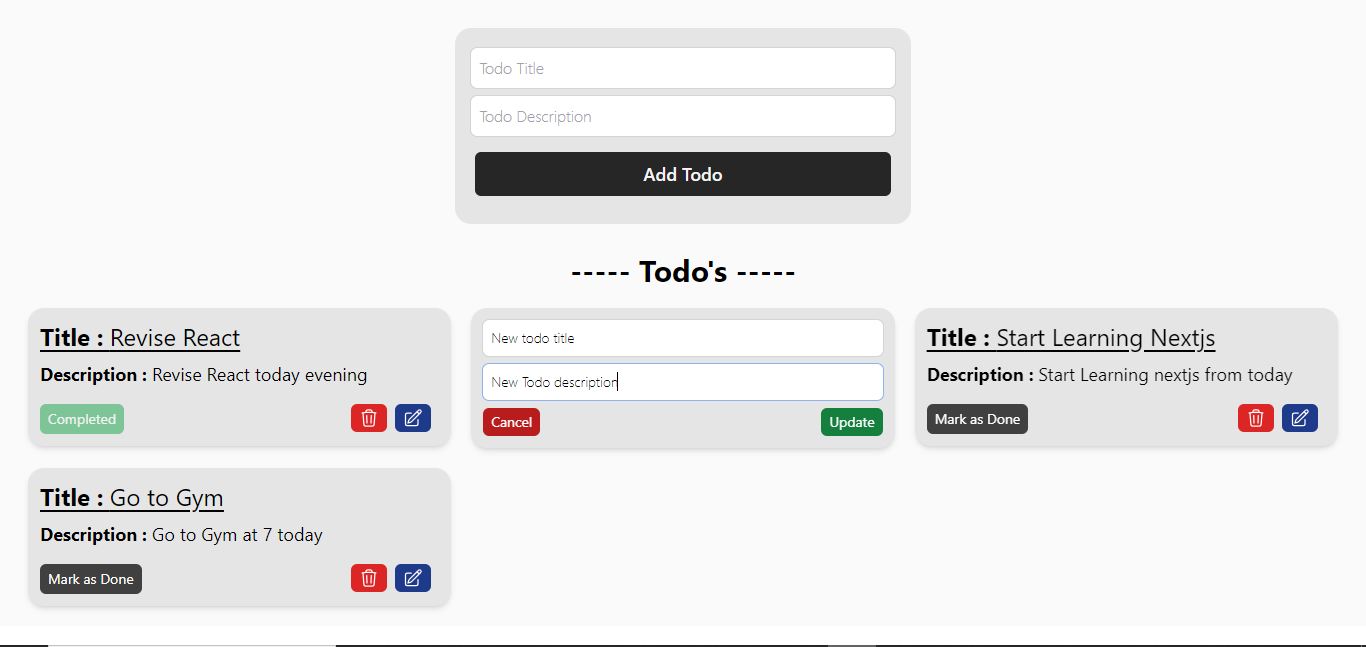 Todo Title
Todo Description
Add Todo
----- Todo's -----
Title : Revise React
Description : Revise React today evening
Completed
New todo title
New Todo description
Cancel
Update
Title : Start Learning Nextjs
Description : Start Learning nextjs from today
Mark as Done
Title : Go to Gym
Description : Go to Gym at 7 today
Mark as Done